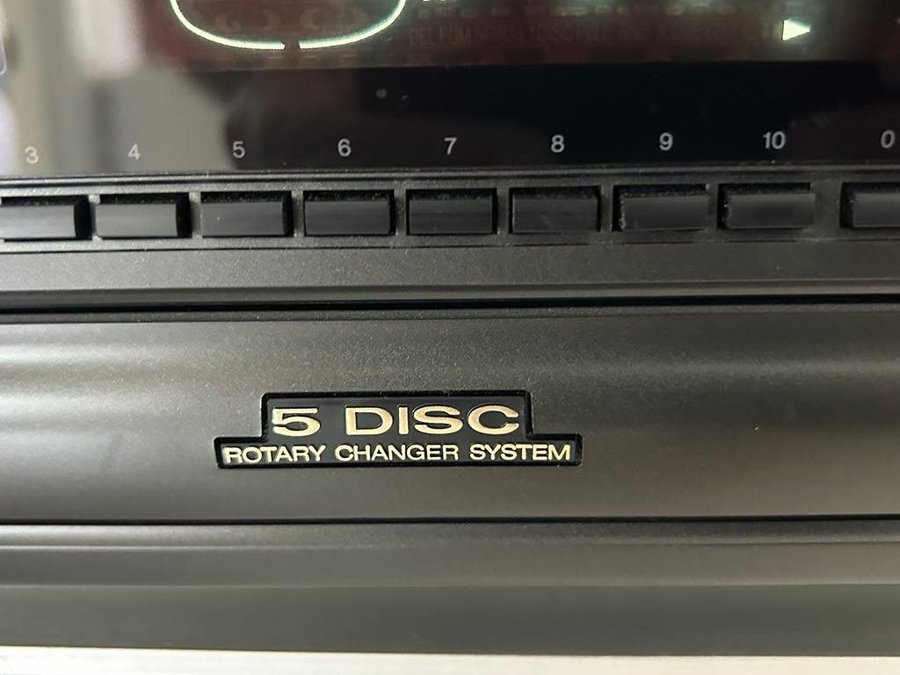 3 4 5 6 7 8 9 10 0
5 DISC
ROTARY CHANGER SYSTEM